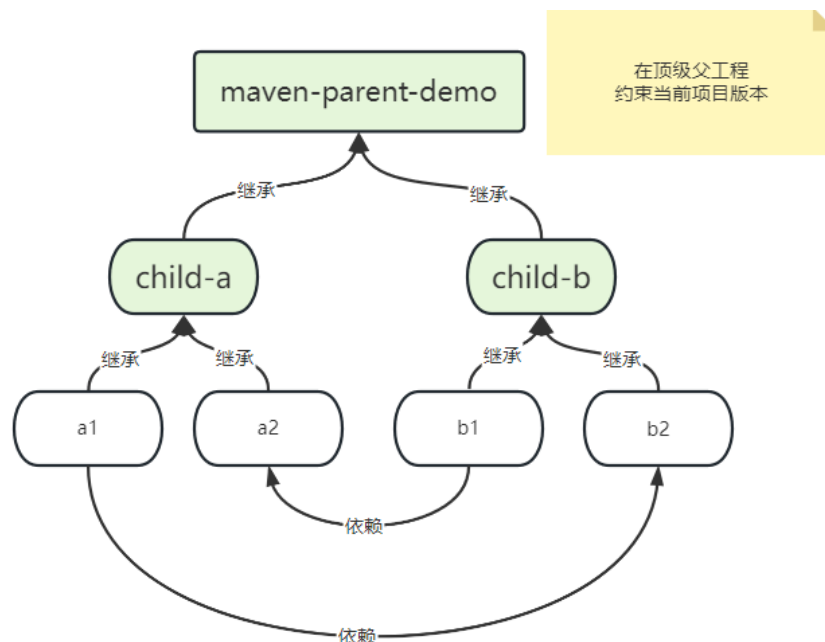 在顶级父工程
约束当前项目版本
maven-parent-demo
继承
继承
child-a
child-b
继承
继承
继承
继承
a1
a2
b1
b2
依赖
依赖